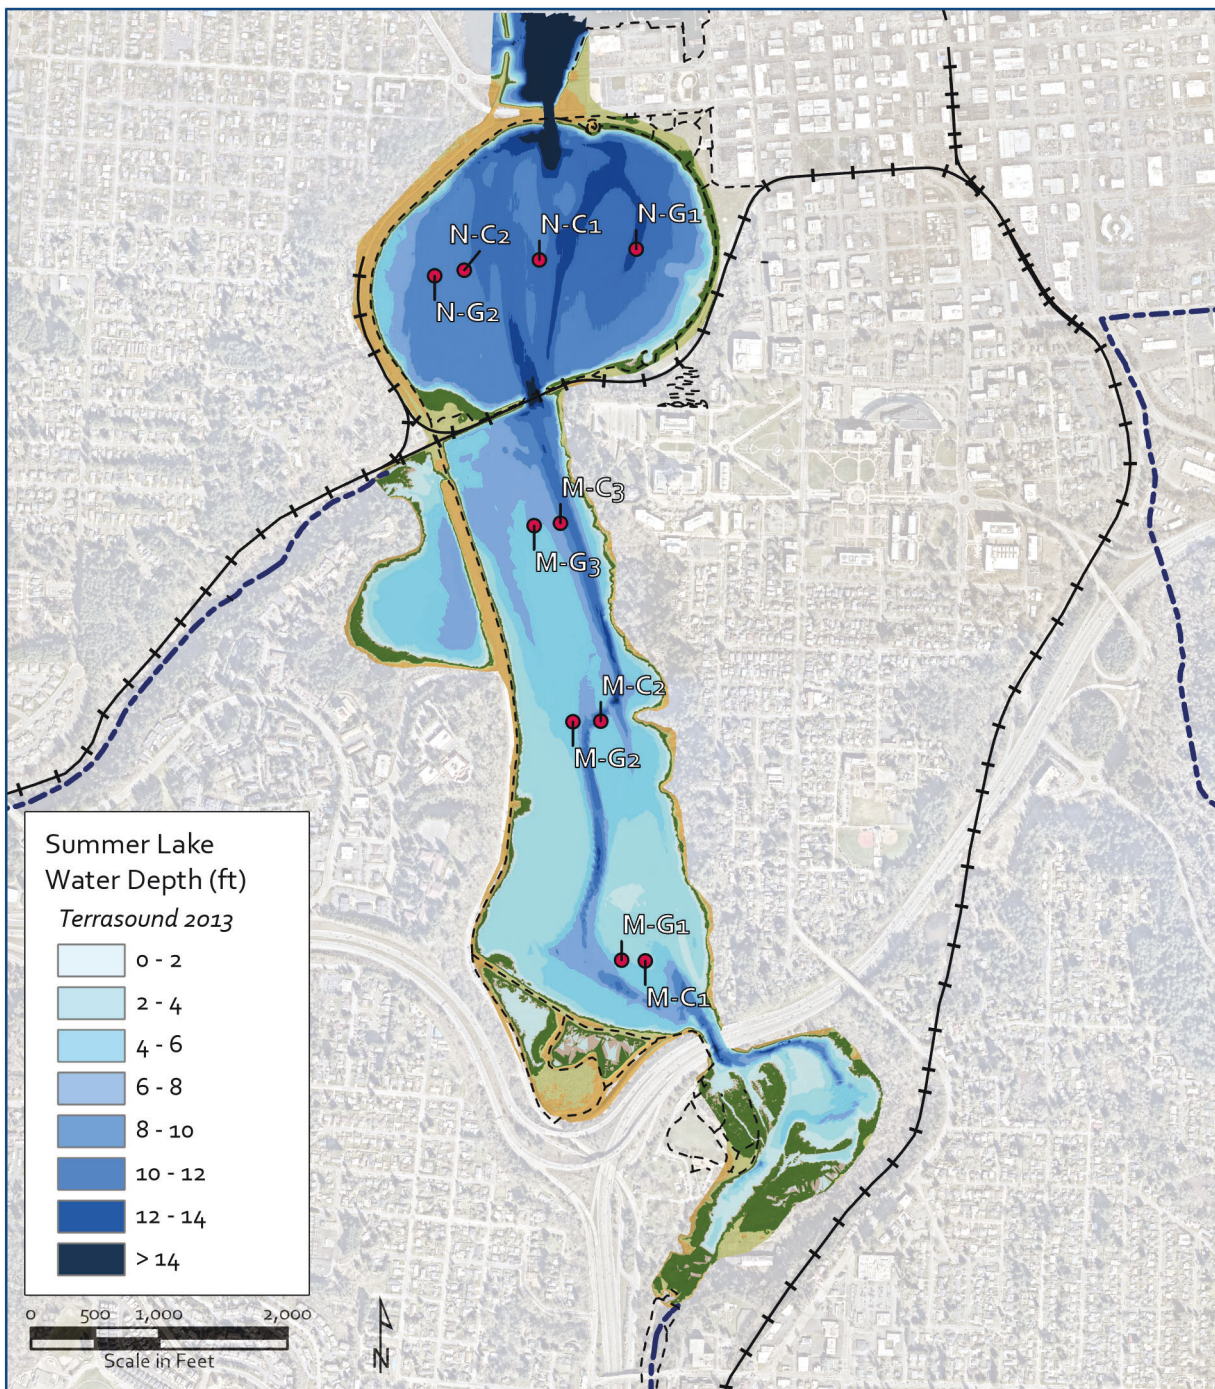 N-G1
N-C1
N-C2
N-G2
M-C3
M-G3
M-C2
M-G2
M-G1
M-C1
Summer Lake
Water Depth (ft)
Terrasound 2013
0 - 2
2 - 4
4 - 6
6 - 8
8 - 10
10 - 12
12 - 14
> 14
0 500 1,000 2,000
Scale in Feet
N